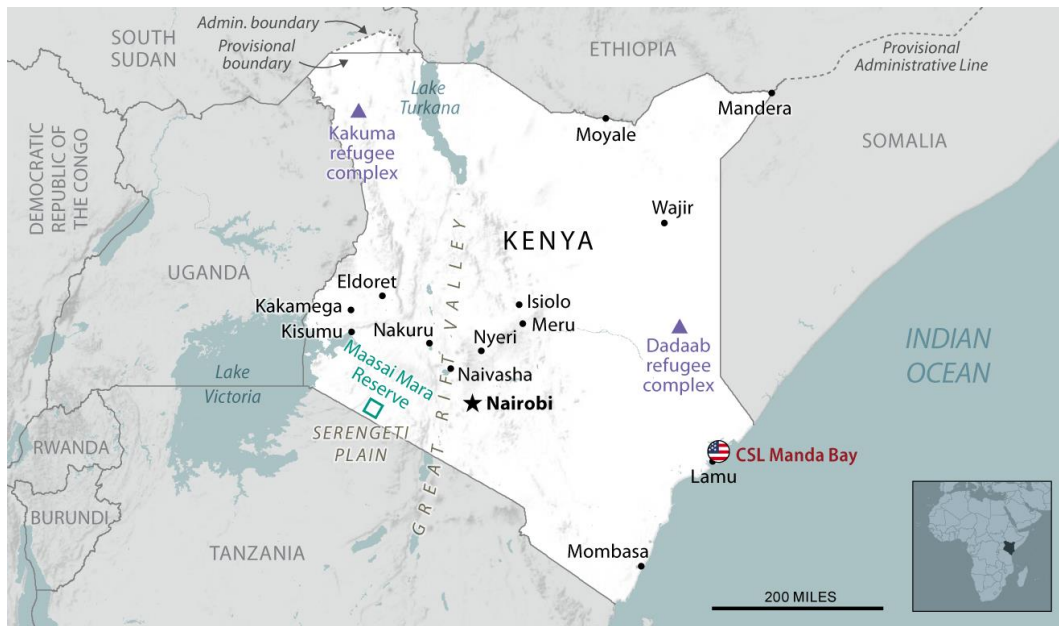 Admin. boundary
SOUTH
SUDAN
Provisional
boundary
ETHIOPIA
Provisional
Administrative Line
Lake
Turkana
Mandera
Kakuma
refugee
complex
Moyale
SOMALIA
DEMOCRATIC
REPUBLIC OF
THE CONGO
Wajir
KENYA
UGANDA
Eldoret
Kakamega
Isiolo
Kisumu
Nakuru
Nyeri
Meru
GREAT RIFT VALLEY
Dadaab
refugee
complex
INDIAN
OCEAN
Lake
Victoria
Maasai Mara
Reserve
Naivasha
Nairobi
SERENGETI
PLAIN
RWANDA
CSL Manda Bay
Lamu
BURUNDI
TANZANIA
Mombasa
200 MILES